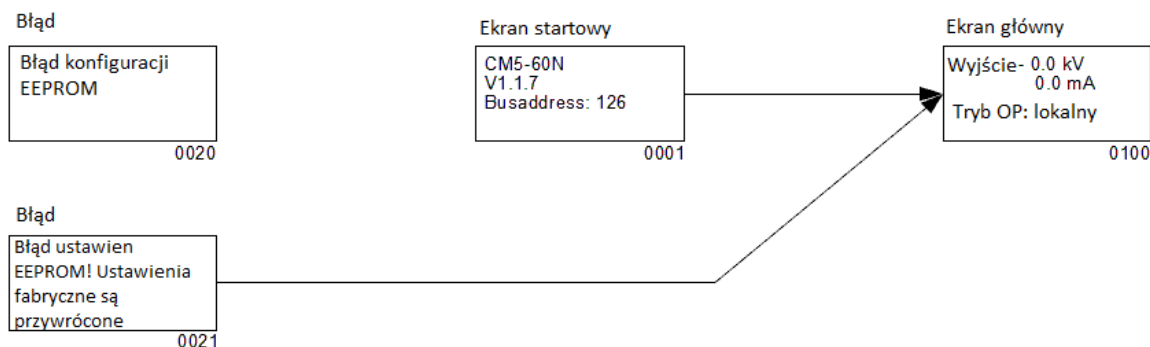 Błąd
Błąd konfiguracji
EEPROM
0020
Ekran startowy
CM5-60N
V1.1.7
Busaddress: 126
0001
Ekran główny
Wyjście- 0.0 kV
0.0 mA
Tryb OP: lokalny
0100
Błąd
Błąd ustawien
EEPROM! Ustawienia
fabryczne są
przywrócone
0021